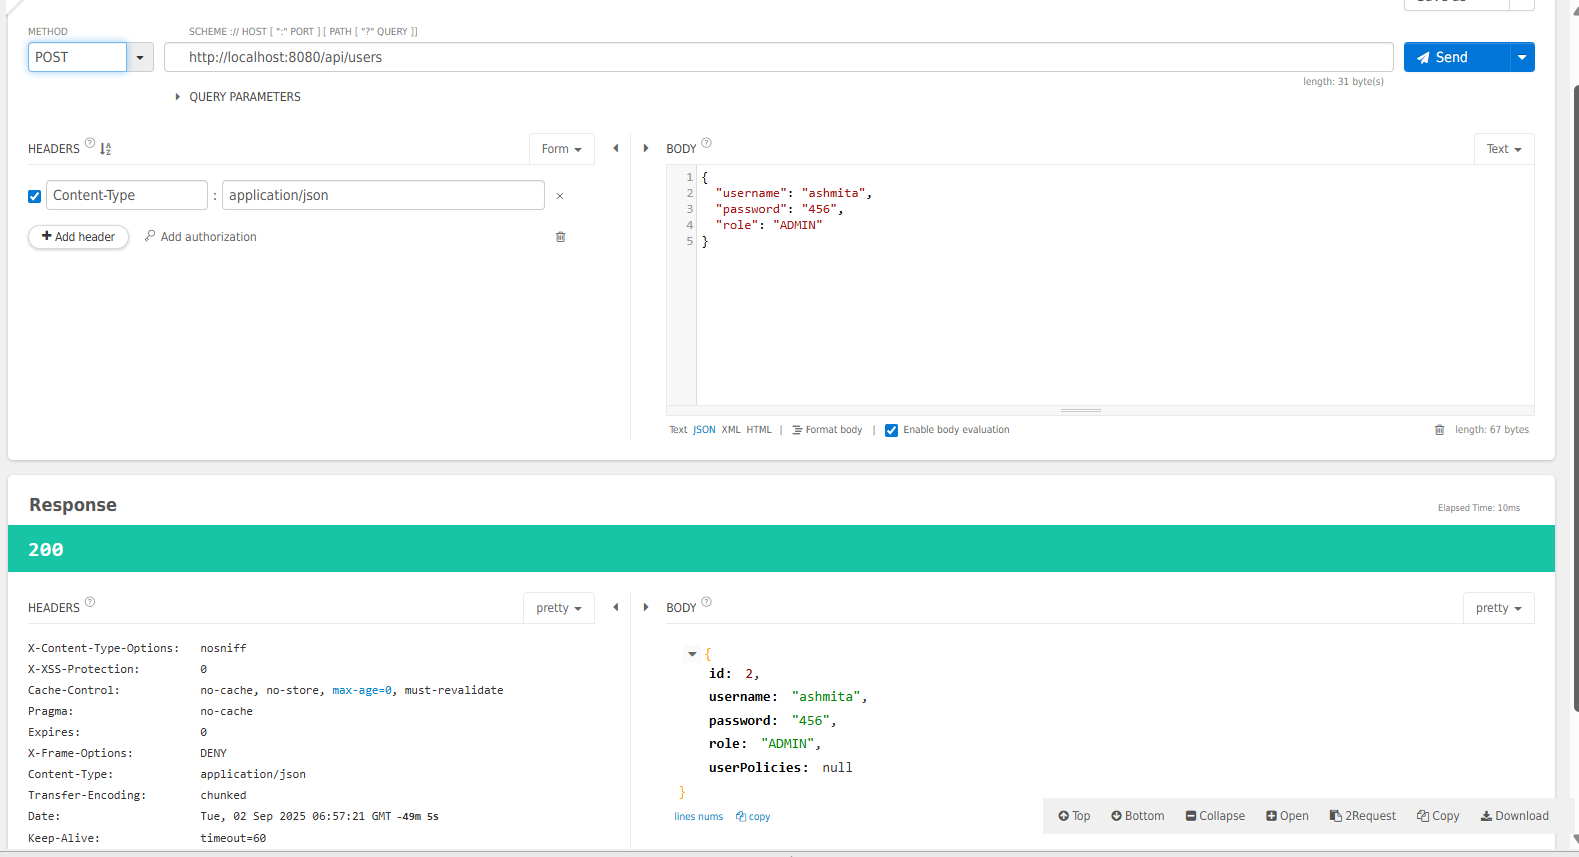 METHOD
SCHEME :// HOST [ ":" PORT ] [ PATH [ "?" QUERY ]]
POST
http://localhost:8080/api/users
Send
length: 31 byte(s)
QUERY PARAMETERS
HEADERS ?
Form
BODY ?
Text
Content-Type : application/json ×
+ Add header
Add authorization
1 {
2 "username": "ashmita",
3 "password": "456",
4 "role": "ADMIN"
5 }
Text JSON XML HTML | Format body | Enable body evaluation
length: 67 bytes
Response
Elapsed Time: 10ms
200
HEADERS ?
pretty
BODY ?
pretty
X-Content-Type-Options: nosniff
X-XSS-Protection: 0
Cache-Control: no-cache, no-store, max-age=0, must-revalidate
Pragma: no-cache
Expires: 0
X-Frame-Options: DENY
Content-Type: application/json
Transfer-Encoding: chunked
Date: Tue, 02 Sep 2025 06:57:21 GMT -49m 5s
Keep-Alive: timeout=60
{
id: 2,
username: "ashmita",
password: "456",
role: "ADMIN",
userPolicies: null
}
lines nums copy
Top Bottom Collapse Open 2Request Copy Download